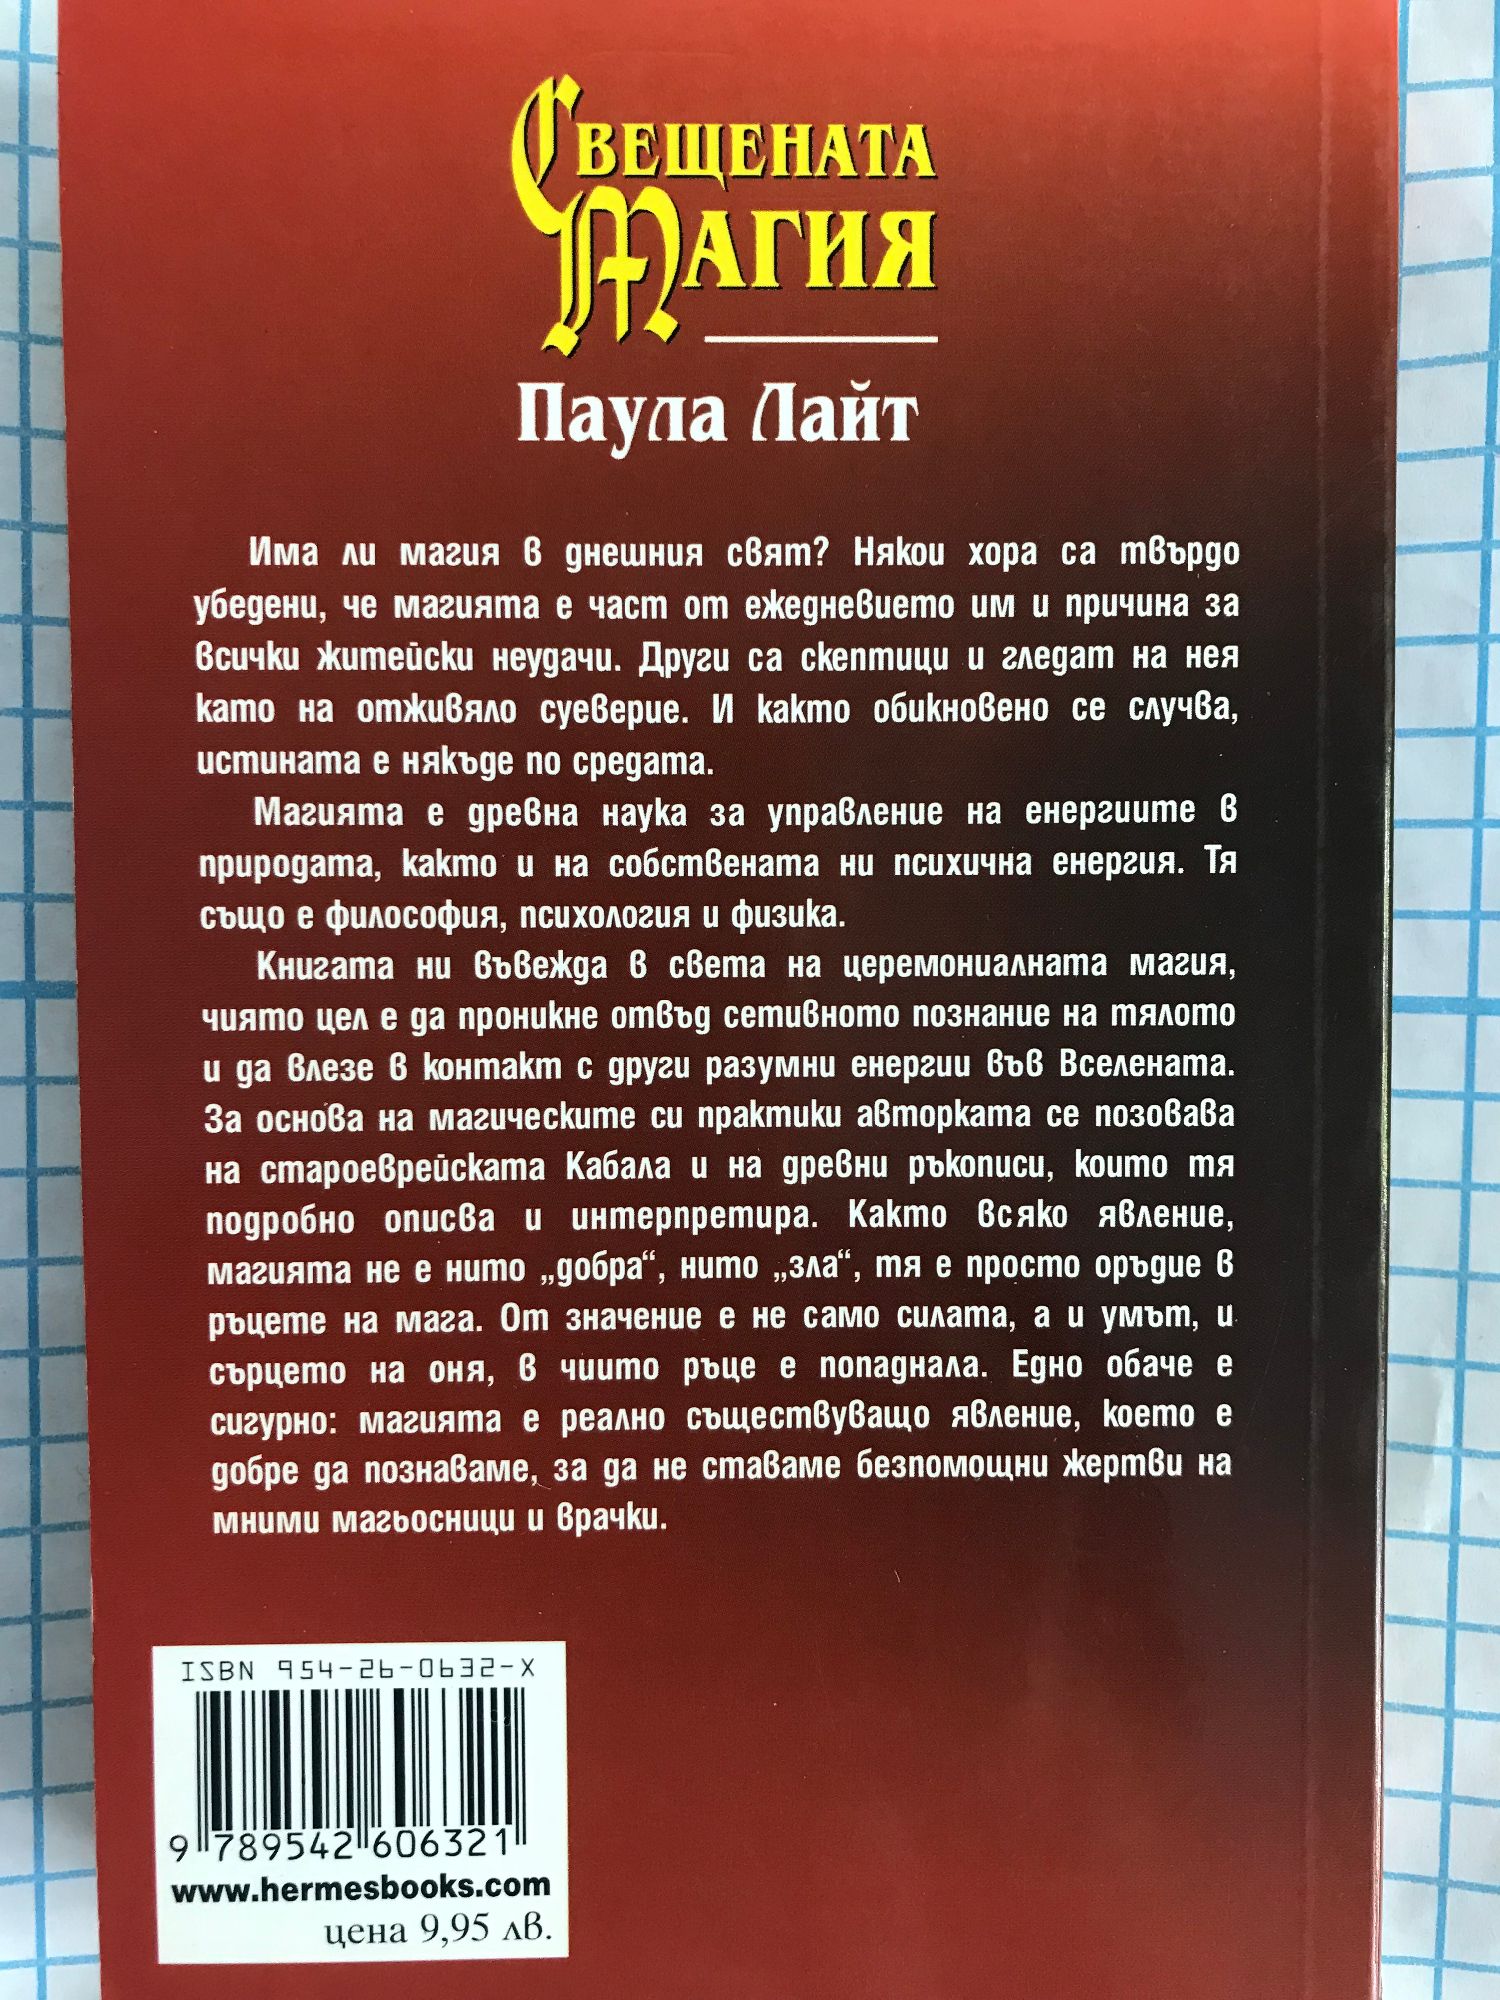 Свещената
Магия
Паула Лайт
Има ли магия в днешния свят? Някои хора са твърдо
убедени, че магията е част от ежедневието им и причина за
всички житейски неудачи. Други са скептици и гледат на нея
като на отживяло суеверие. И както обикновено се случва,
истината е някъде по средата.
Магията е древна наука за управление на енергиите в
природата, както и на собствената ни психична енергия. Тя
също е философия, психология и физика.
Книгата ни въвежда в света на церемониалната магия,
чиято цел е да проникне отвъд сетивното познание на тялото
и да влезе в контакт с други разумни енергии във Вселената.
За основа на магическите си практики авторката се позовава
на староеврейската Кабала и на древни ръкописи, които тя
подробно описва и интерпретира. Както всяко явление,
магията не е нито „добра“, нито „зла“, тя е просто оръдие в
ръцете на мага. От значение е не само силата, а и умът, и
сърцето на оня, в чиито ръце е попаднала. Едно обаче е
сигурно: магията е реално съществуващо явление, което е
добре да познаваме, за да не ставаме безпомощни жертви на
мними магьосници и врачки.
ISBN 954-26-0632-X
9 789542 606321
www.hermesbooks.com
цена 9,95 лв.